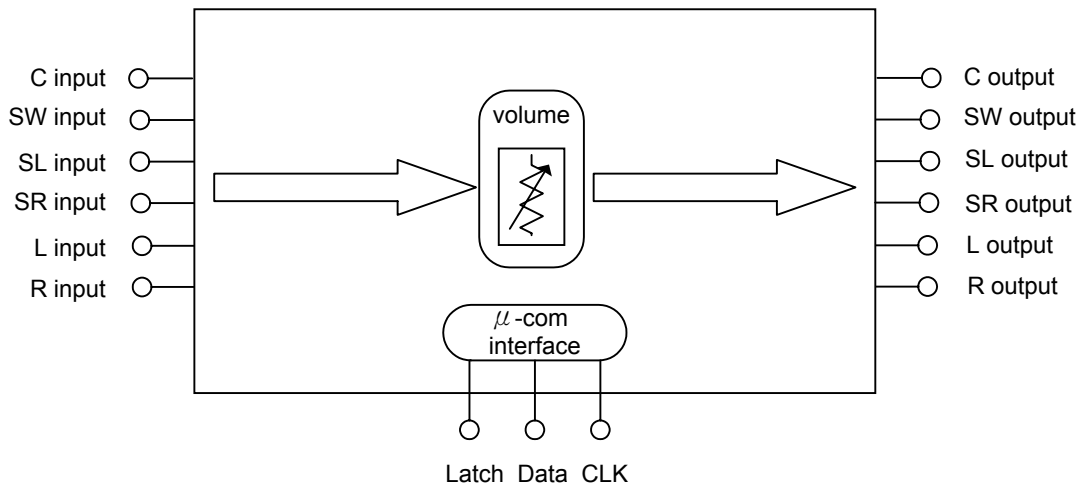 C input
SW input
SL input
SR input
L input
R input
volume
μ-com
interface
Latch Data CLK
C output
SW output
SL output
SR output
L output
R output